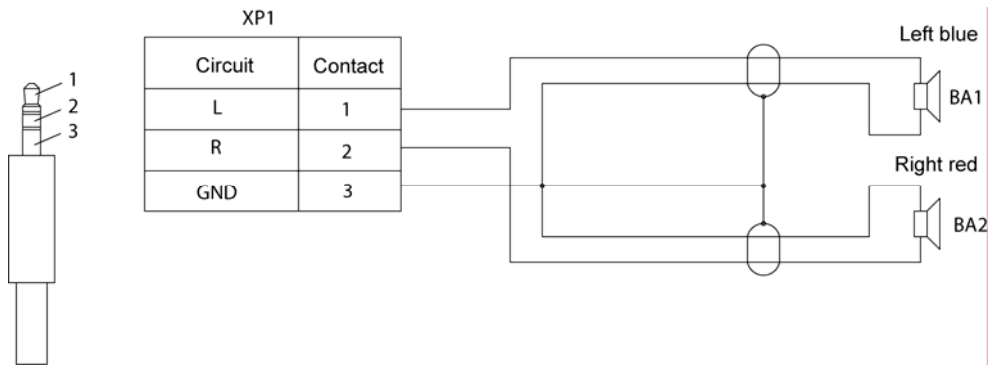 XP1
Circuit Contact
L 1
R 2
GND 3
1
2
3
Left blue
BA1
Right red
BA2